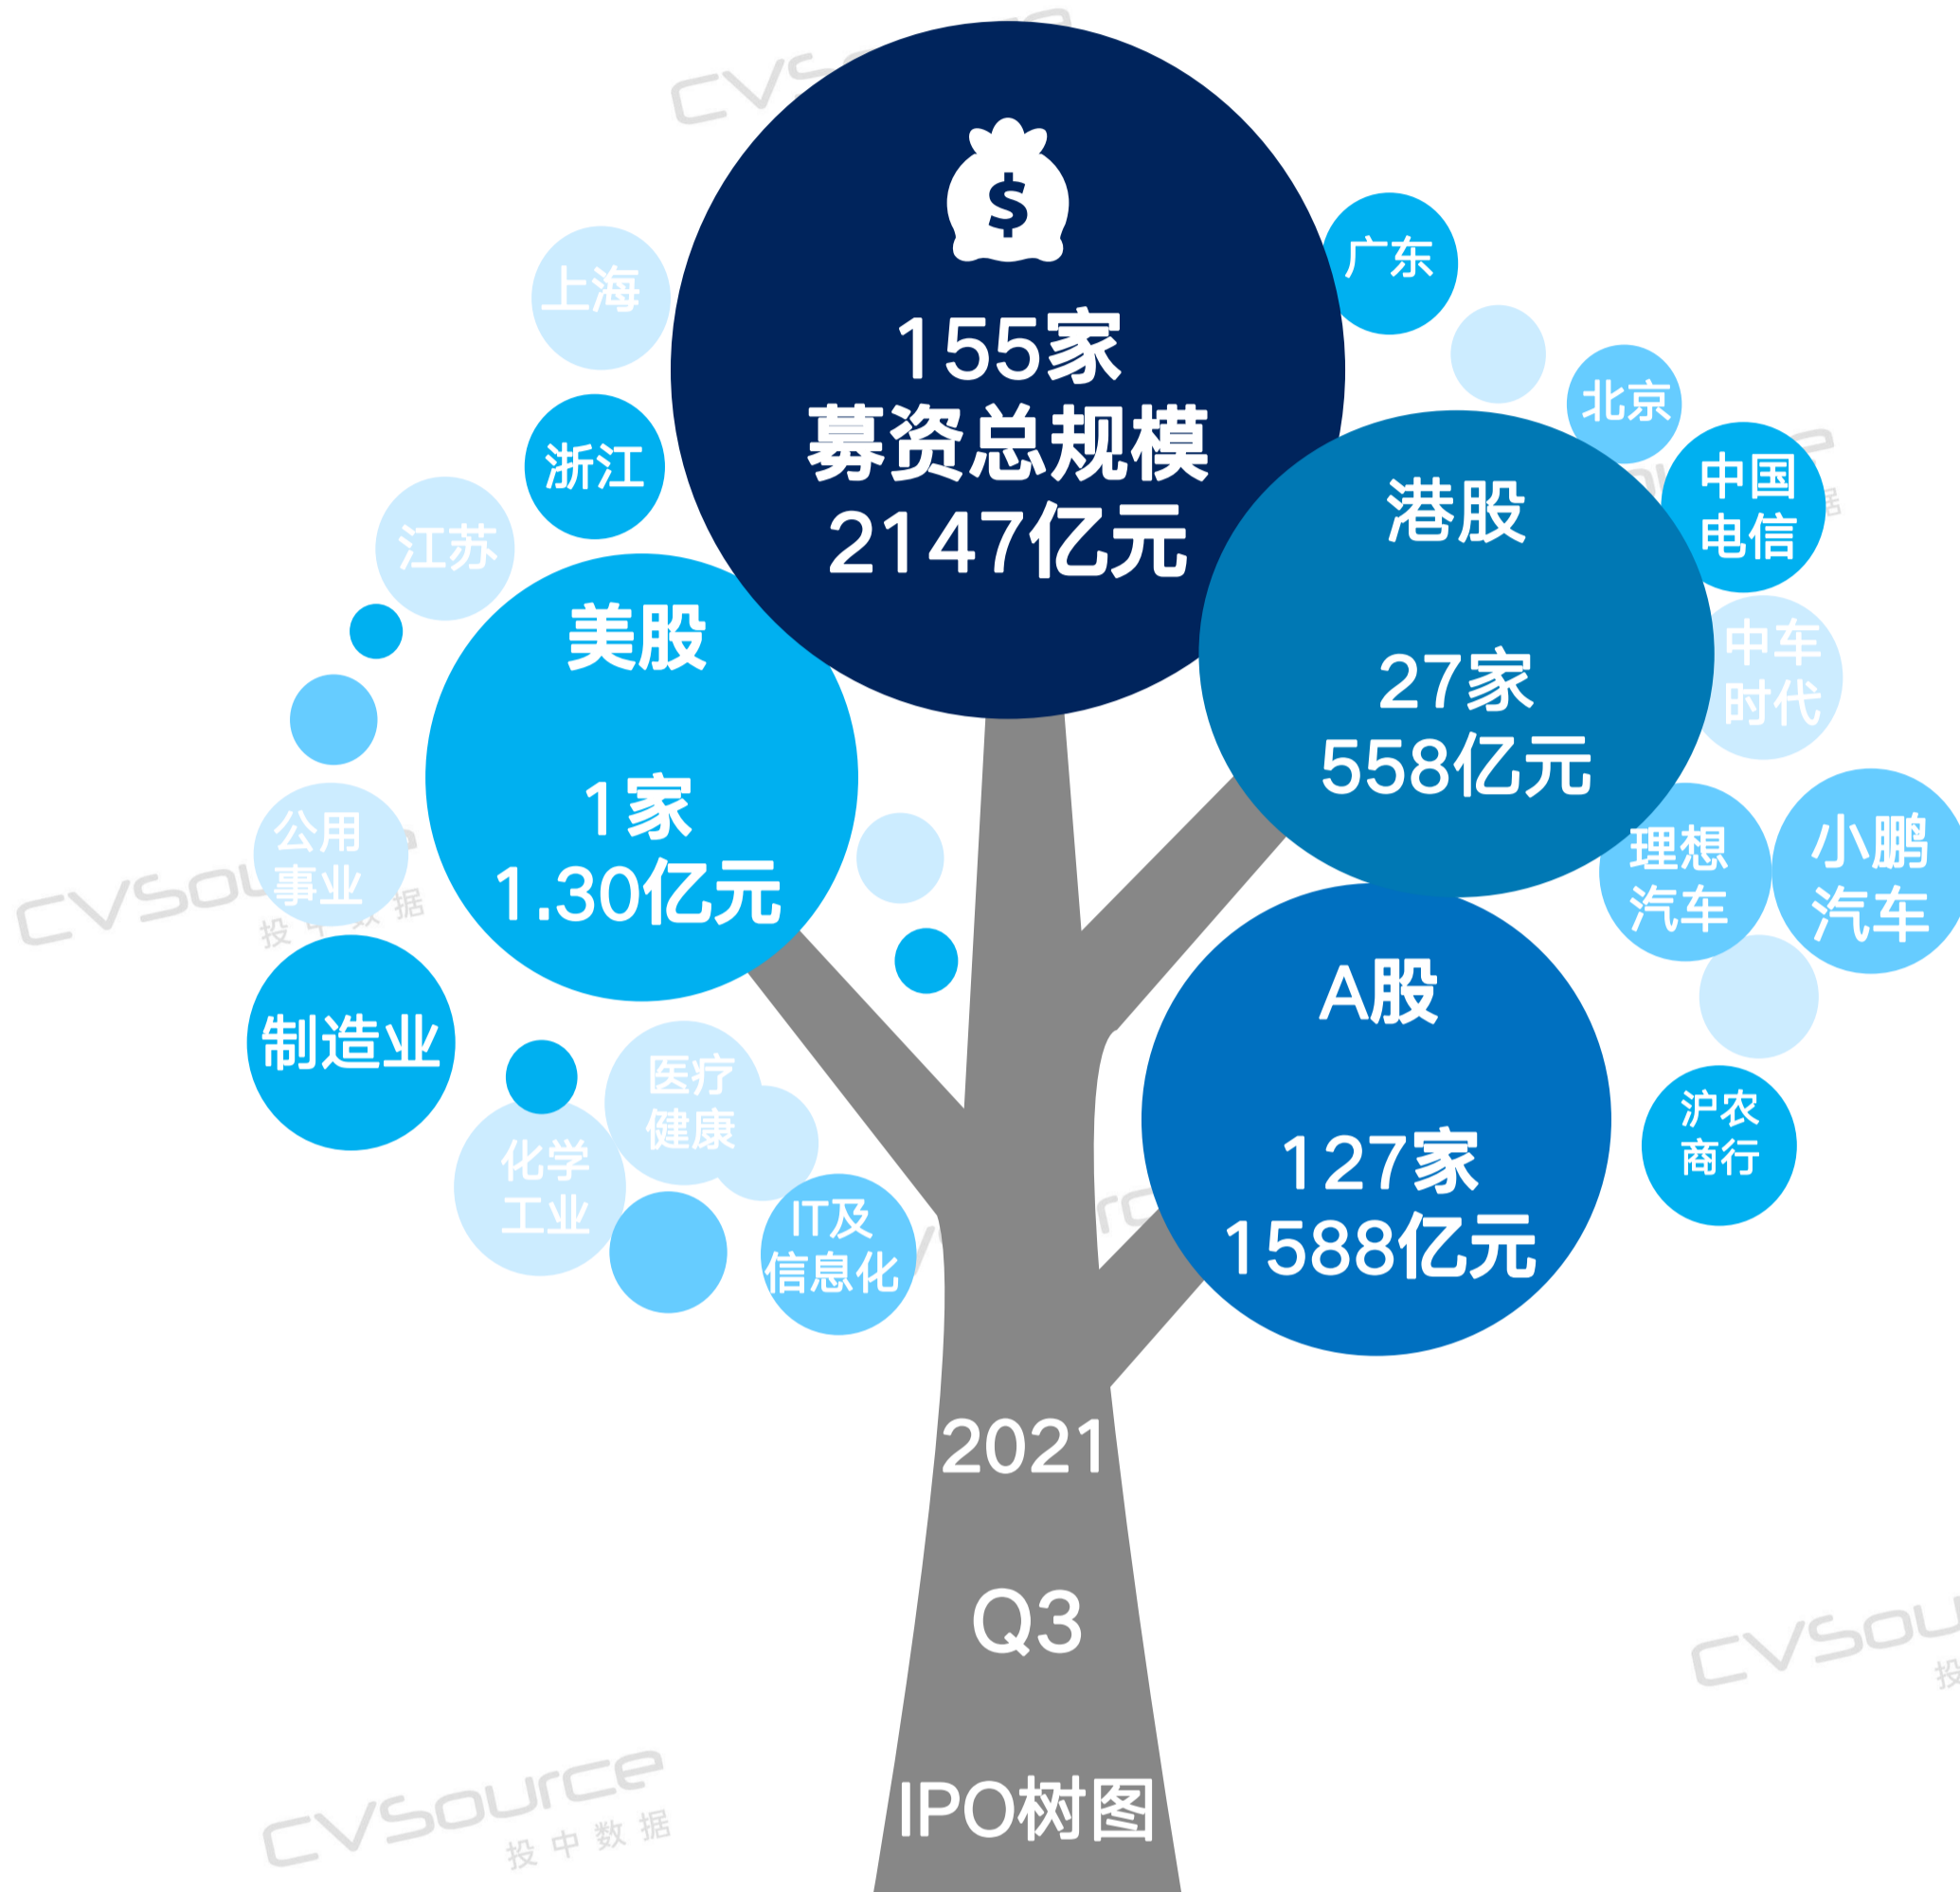 155家
募资总规模
2147亿元
上海
浙江
江苏
广东
北京
中国
电信
中车
时代
港股
27家
558亿元
美股
1家
1.30亿元
公用
事业
理想
汽车
小鹏
汽车
制造业
医疗
健康
化学
工业
IT及
信息化
A股
127家
1588亿元
沪农
商行
2021
Q3
IPO树图
CVSource
投中数据